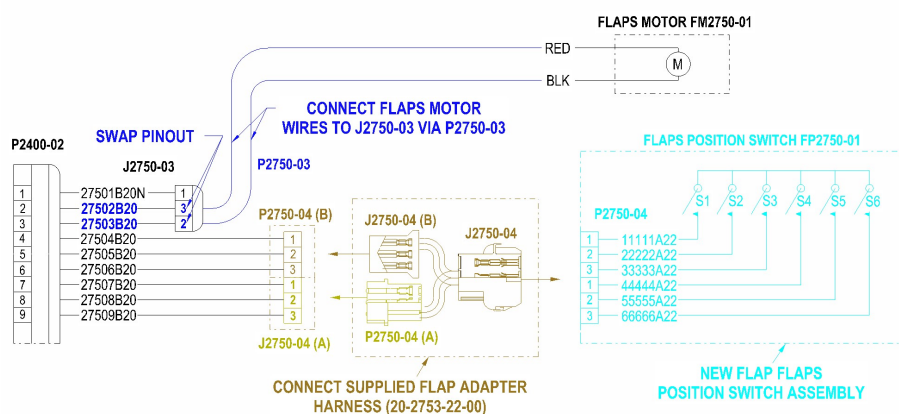 FLAPS MOTOR FM2750-01
RED
M
BLK
CONNECT FLAPS MOTOR
WIRES TO J2750-03 VIA P2750-03
SWAP PINOUT
P2400-02
J2750-03
P2750-03
FLAPS POSITION SWITCH FP2750-01
1 27501B20N 1
2 27502B20 3
3 27503B20 2
4 27504B20
5 27505B20
6 27506B20
7 27507B20
8 27508B20
9 27509B20
P2750-04 (B)
1
2
3
1
2
3
J2750-04 (A)
J2750-04 (B)
J2750-04
P2750-04 (A)
S1 S2 S3 S4 S5 S6
P2750-04
1 11111A22
2 22222A22
3 33333A22
1 44444A22
2 55555A22
3 66666A22
CONNECT SUPPLIED FLAP ADAPTER
HARNESS (20-2753-22-00)
NEW FLAP FLAPS
POSITION SWITCH ASSEMBLY